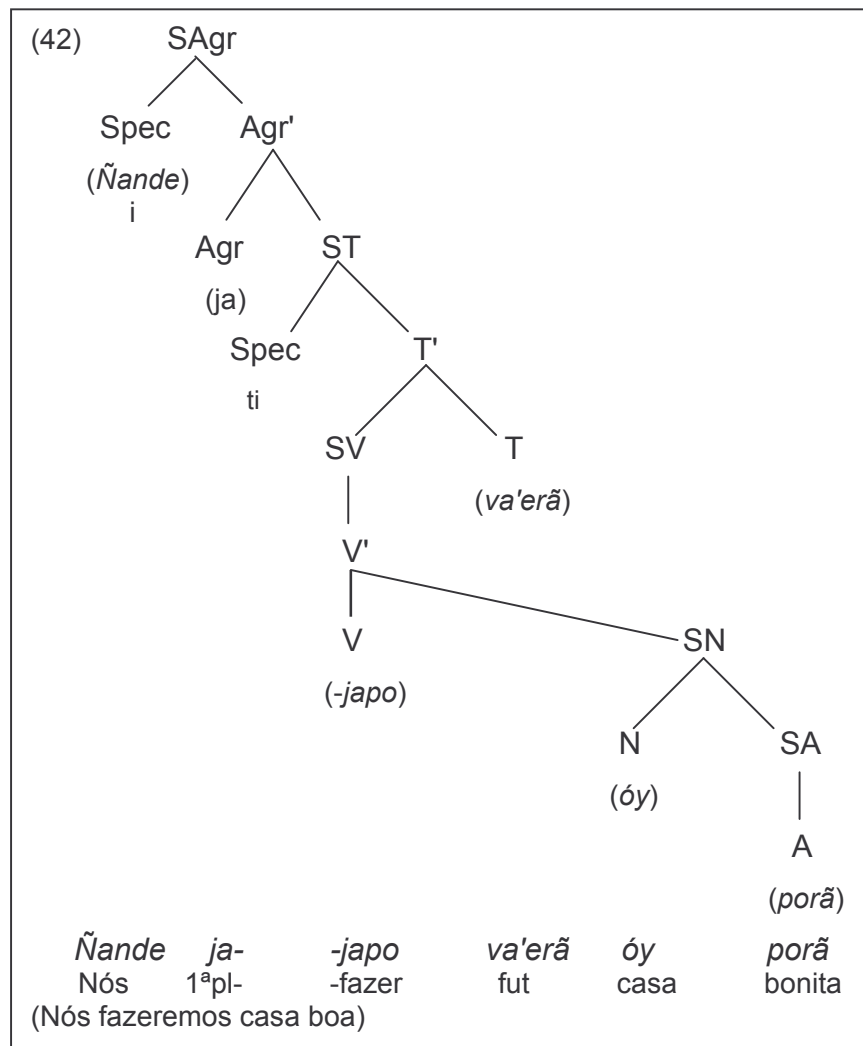 (42) SAgr
Spec Agr'
(Ñande)
i
Agr ST
(ja)
Spec T'
ti
SV T
(va'erã)
V'
V SN
(-japo)
N SA
(óy)
A
(porã)
Ñande ja- -japo va'erã óy porã
Nós 1ªpl- -fazer fut casa bonita
(Nós fazeremos casa boa)